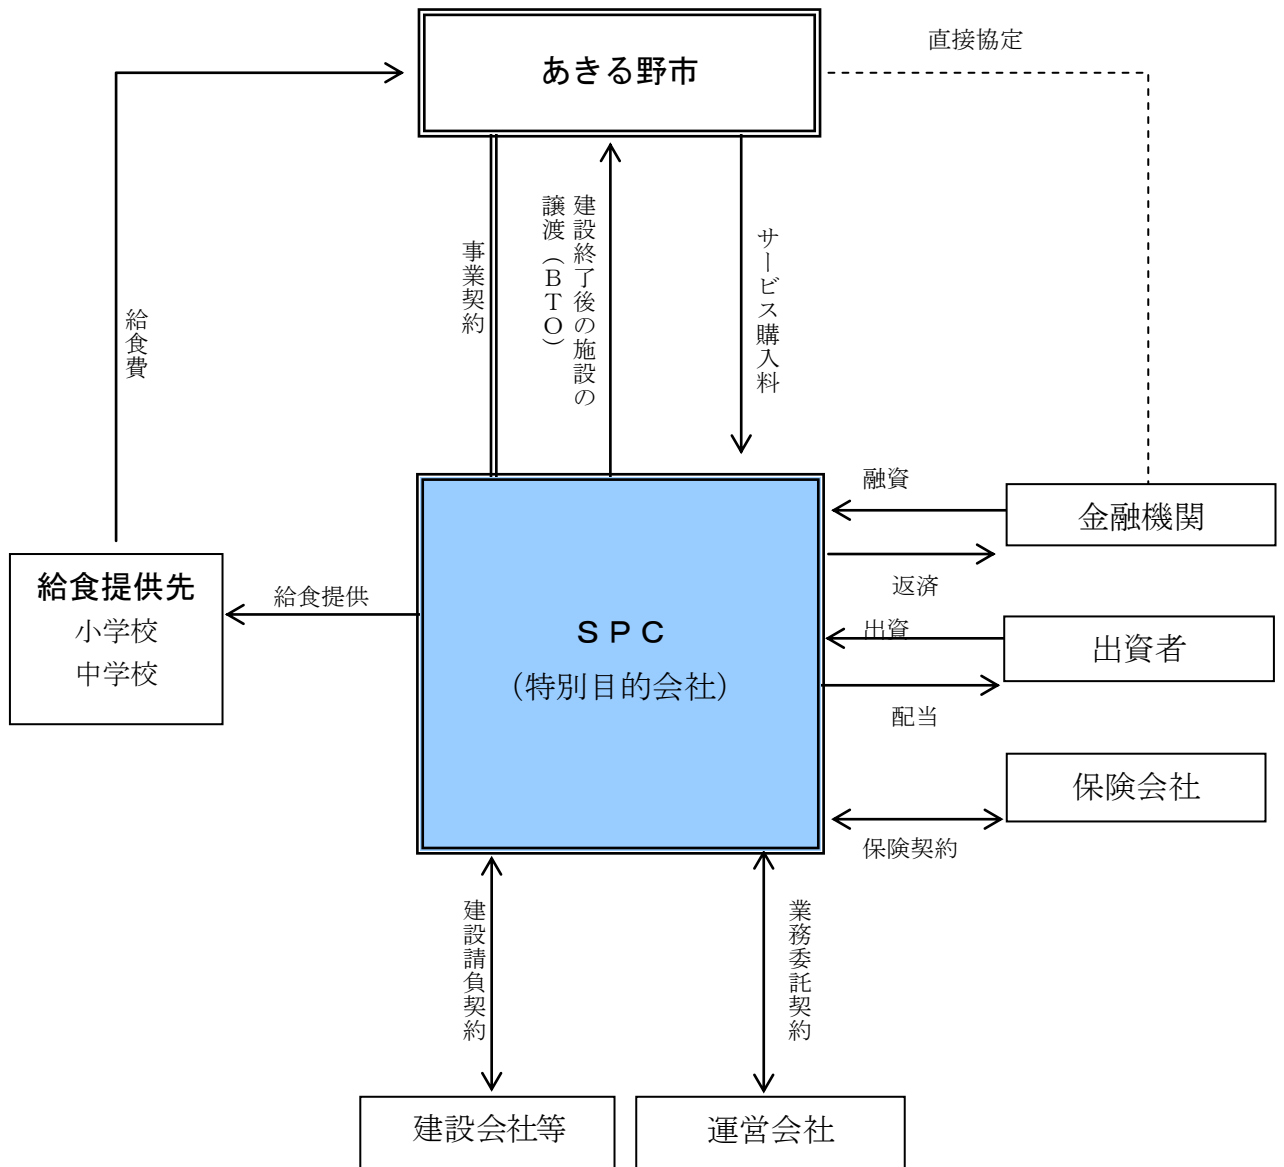 直接協定
あきる野市
給食費
事業契約
建設終了後の施設の
譲渡（ＢＴＯ）
サービス購入料
融資
金融機関
返済
給食提供先
小学校
中学校
給食提供
ＳＰＣ
（特別目的会社）
出資
出資者
配当
保険会社
保険契約
建設請負契約
業務委託契約
建設会社等
運営会社